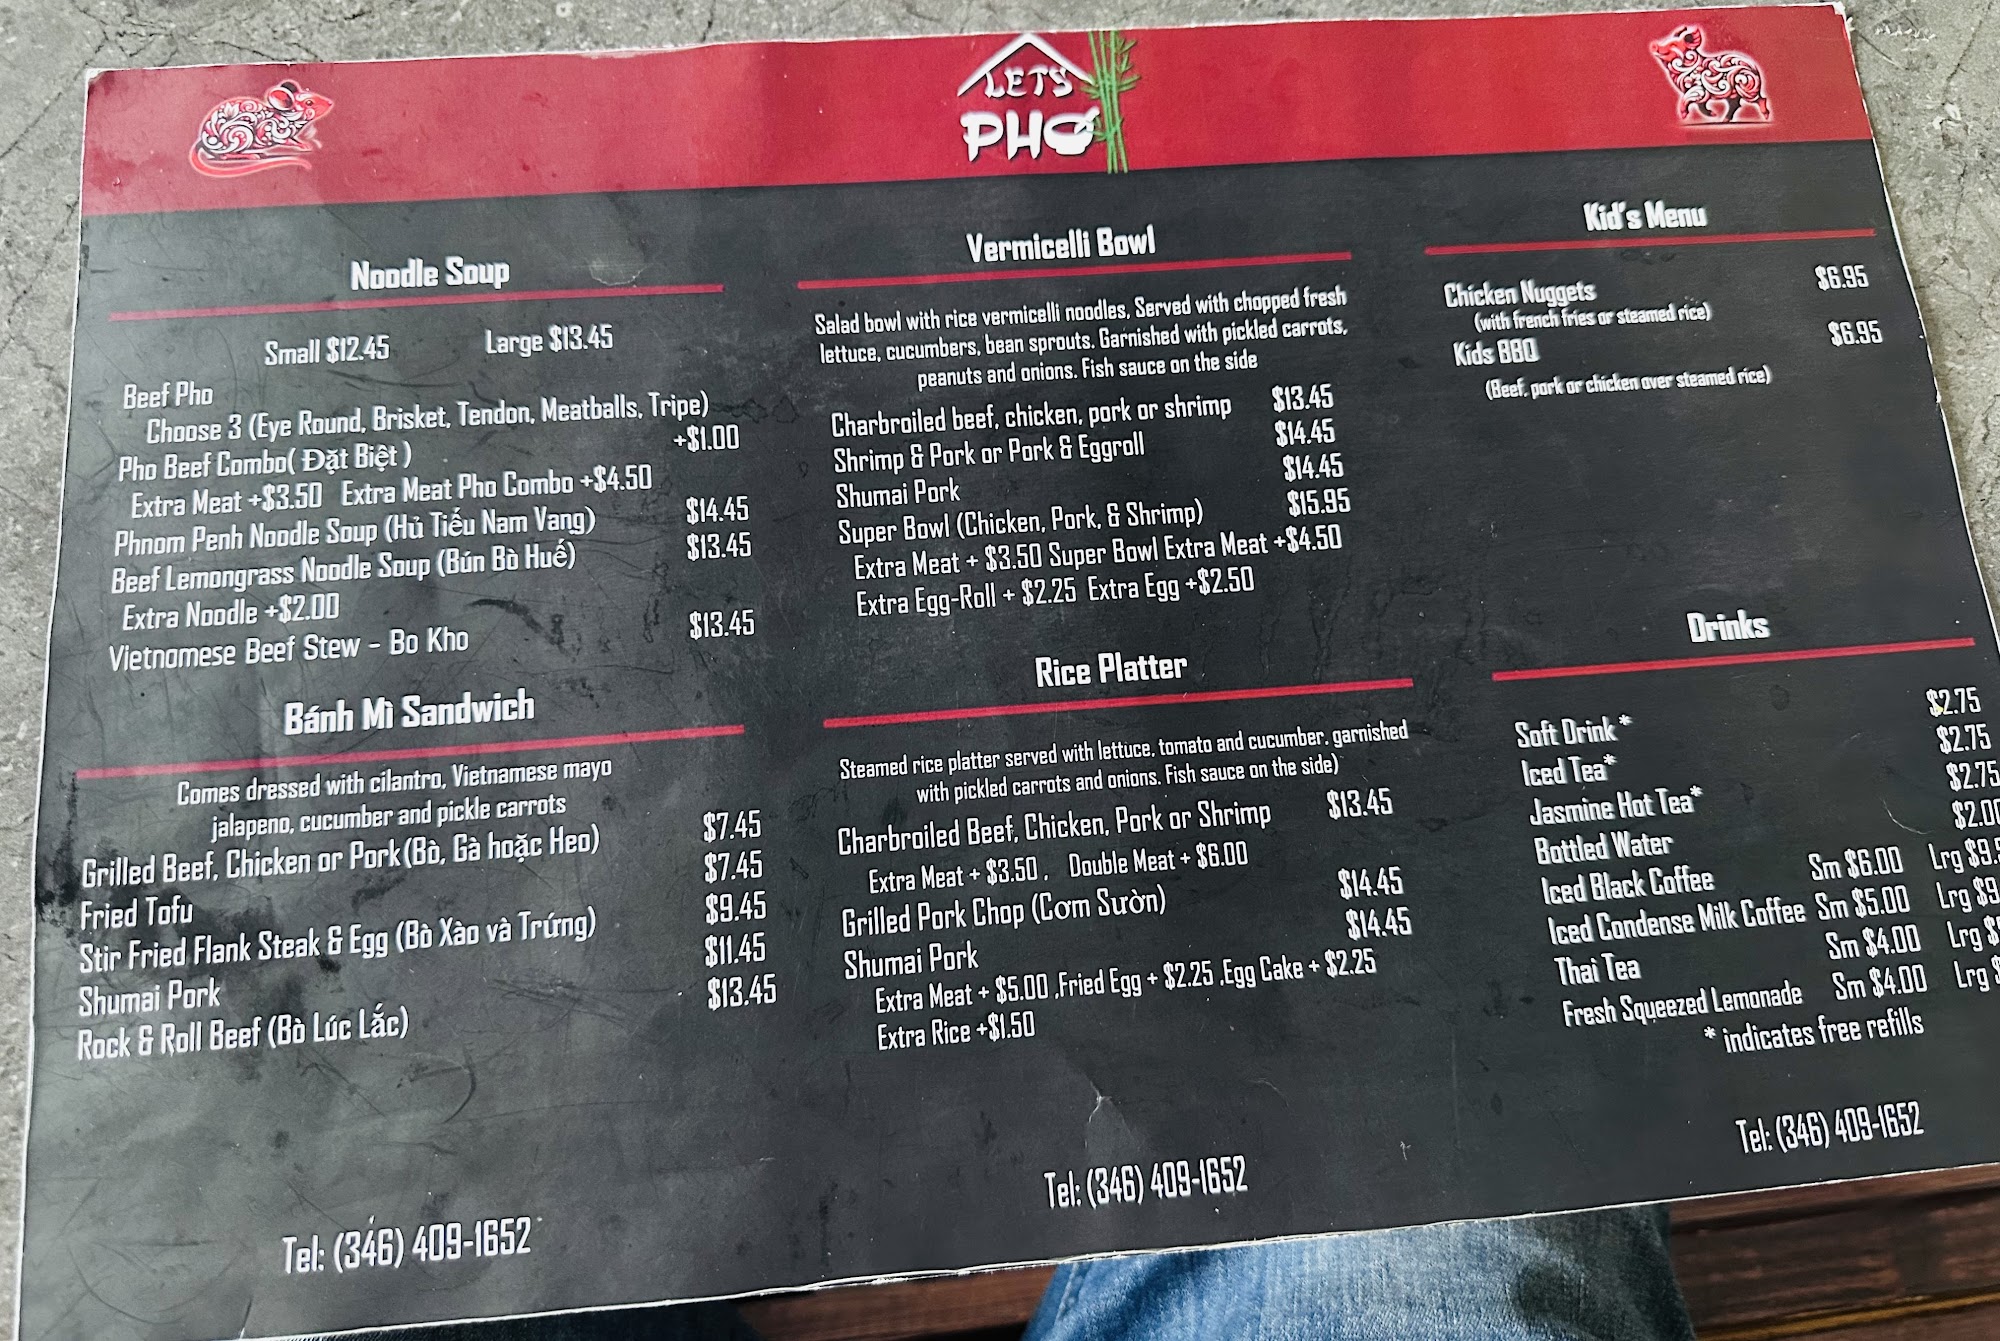 LETS
PHO
Noodle Soup
Small $12.45 Large $13.45
Beef Pho
Choose 3 (Eye Round, Brisket, Tendon, Meatballs, Tripe)
Pho Beef Combo( Đặt Biệt ) +$1.00
Extra Meat +$3.50 Extra Meat Pho Combo +$4.50
Phnom Penh Noodle Soup (Hủ Tiếu Nam Vang) $14.45
Beef Lemongrass Noodle Soup (Bún Bò Huế) $13.45
Extra Noodle +$2.00
Vietnamese Beef Stew - Bo Kho $13.45
Bánh Mì Sandwich
Comes dressed with cilantro, Vietnamese mayo
jalapeno, cucumber and pickle carrots
Grilled Beef, Chicken or Pork(Bò, Gà hoặc Heo) $7.45
Fried Tofu $7.45
Stir Fried Flank Steak & Egg (Bò Xào và Trứng) $9.45
Shumai Pork $11.45
Rock & Roll Beef (Bò Lúc Lắc) $13.45
Tel: (346) 409-1652
Vermicelli Bowl
Salad bowl with rice vermicelli noodles, Served with chopped fresh
lettuce, cucumbers, bean sprouts. Garnished with pickled carrots,
peanuts and onions. Fish sauce on the side
Charbroiled beef, chicken, pork or shrimp $13.45
Shrimp & Pork or Pork & Eggroll $14.45
Shumai Pork $14.45
Super Bowl (Chicken, Pork, & Shrimp) $15.95
Extra Meat + $3.50 Super Bowl Extra Meat +$4.50
Extra Egg-Roll + $2.25 Extra Egg +$2.50
Rice Platter
Steamed rice platter served with lettuce, tomato and cucumber, garnished
with pickled carrots and onions. Fish sauce on the side)
Charbroiled Beef, Chicken, Pork or Shrimp $13.45
Extra Meat + $3.50 , Double Meat + $6.00
Grilled Pork Chop (Cơm Sườn) $14.45
Shumai Pork $14.45
Extra Meat + $5.00 ,Fried Egg + $2.25 ,Egg Cake + $2.25
Extra Rice +$1.50
Tel: (346) 409-1652
Kid's Menu
Chicken Nuggets $6.95
(with french fries or steamed rice)
Kids BBQ $6.95
(Beef, pork or chicken over steamed rice)
Drinks
Soft Drink* $2.75
Iced Tea* $2.75
Jasmine Hot Tea* $2.75
Bottled Water $2.00
Iced Black Coffee Sm $6.00 Lrg
Iced Condense Milk Coffee Sm $5.00 Lrg
Thai Tea Sm $4.00 Lrg
Fresh Squeezed Lemonade Sm $4.00 Lrg
* indicates free refills
Tel: (346) 409-1652